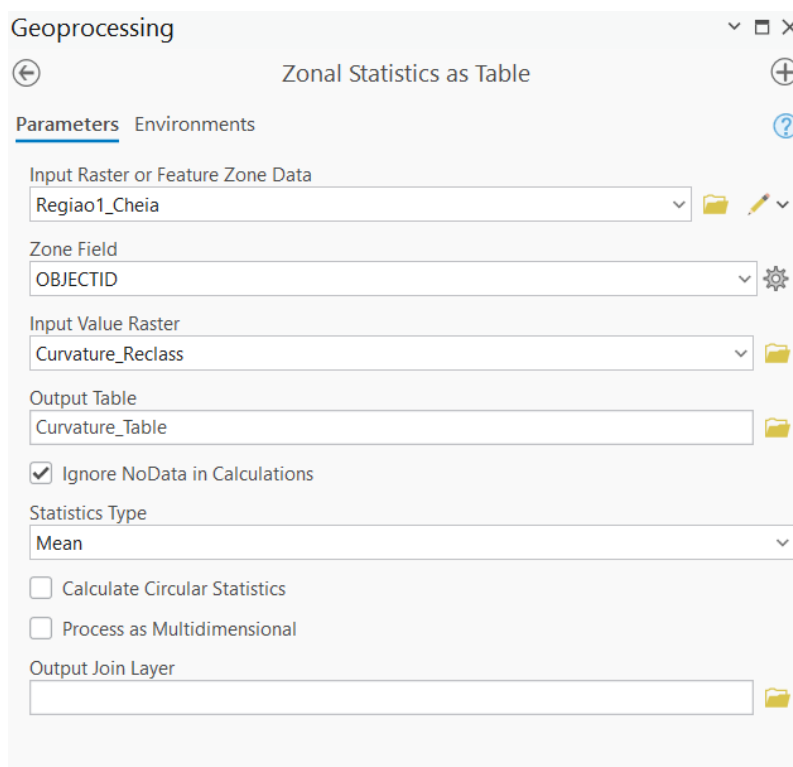 Geoprocessing
Zonal Statistics as Table
Parameters Environments
Input Raster or Feature Zone Data
Regiao1_Cheia
Zone Field
OBJECTID
Input Value Raster
Curvature_Reclass
Output Table
Curvature_Table
Ignore NoData in Calculations
Statistics Type
Mean
Calculate Circular Statistics
Process as Multidimensional
Output Join Layer